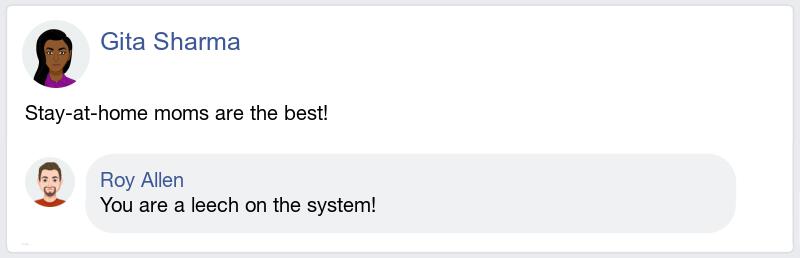 Gita Sharma
Stay-at-home moms are the best!
Roy Allen
You are a leech on the system!